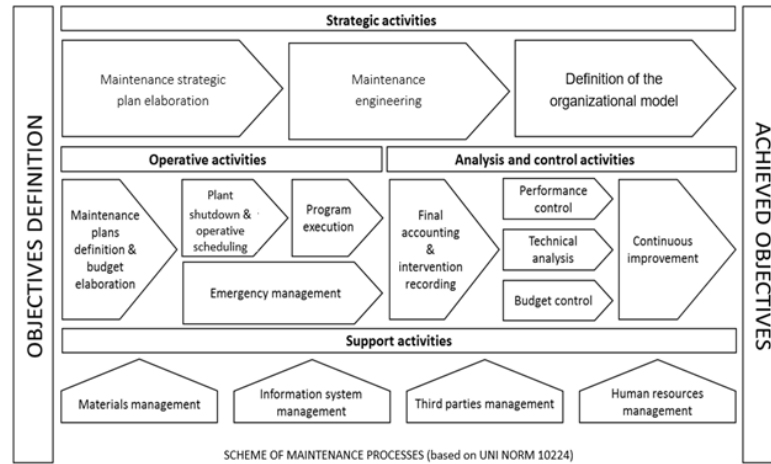 OBJECTIVES DEFINITION
Strategic activities
Maintenance strategic
plan elaboration
Maintenance
engineering
Definition of the
organizational model
Operative activities
Analysis and control activities
Maintenance
plans
definition &
budget
elaboration
Plant
shutdown &
operative
scheduling
Program
execution
Emergency management
Final
accounting
&
intervention
recording
Performance
control
Technical
analysis
Budget control
Continuous
improvement
Support activities
Materials management
Information system
management
Third parties management
Human resources
management
ACHIEVED OBJECTIVES
SCHEME OF MAINTENANCE PROCESSES (based on UNI NORM 10224)